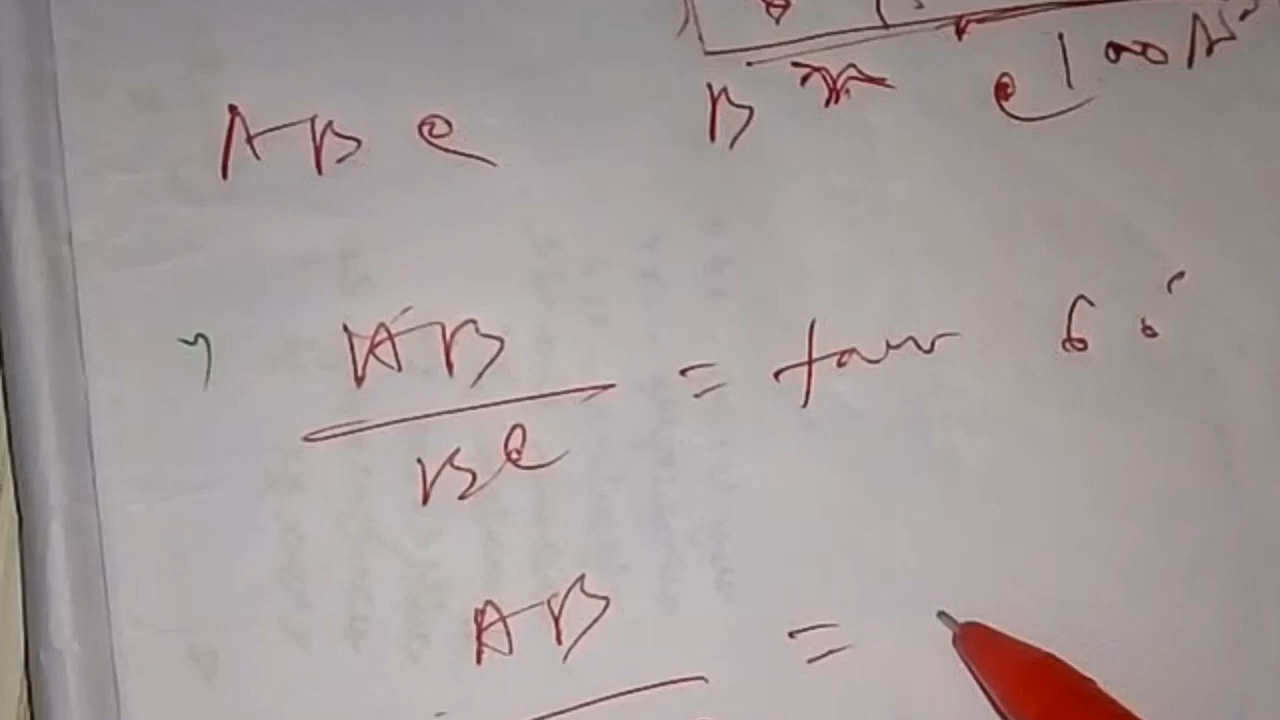 B x C 100 m
ABC
AB
BC = tan 60°
AB
=